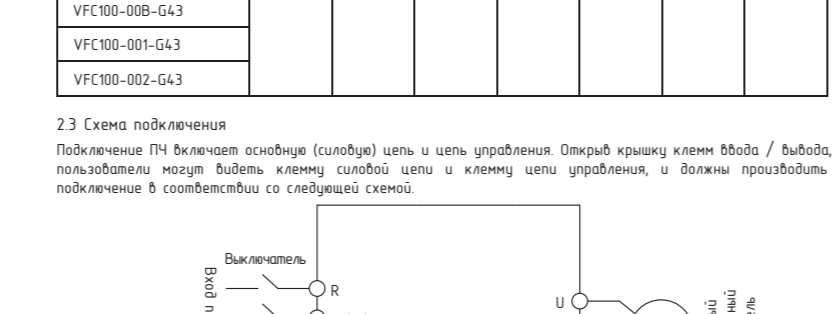 VFC100-00B-G43
VFC100-001-G43
VFC100-002-G43
2.3 Схема подключения
Подключение ПЧ включает основную (силовую) цепь и цепь управления. Открыв крышку клемм ввода / вывода,
пользователи могут видеть клемму силовой цепи и клемму цепи управления, и должны производить
подключение в соответствии со следующей схемой.
Выключатель
Вход
R
U